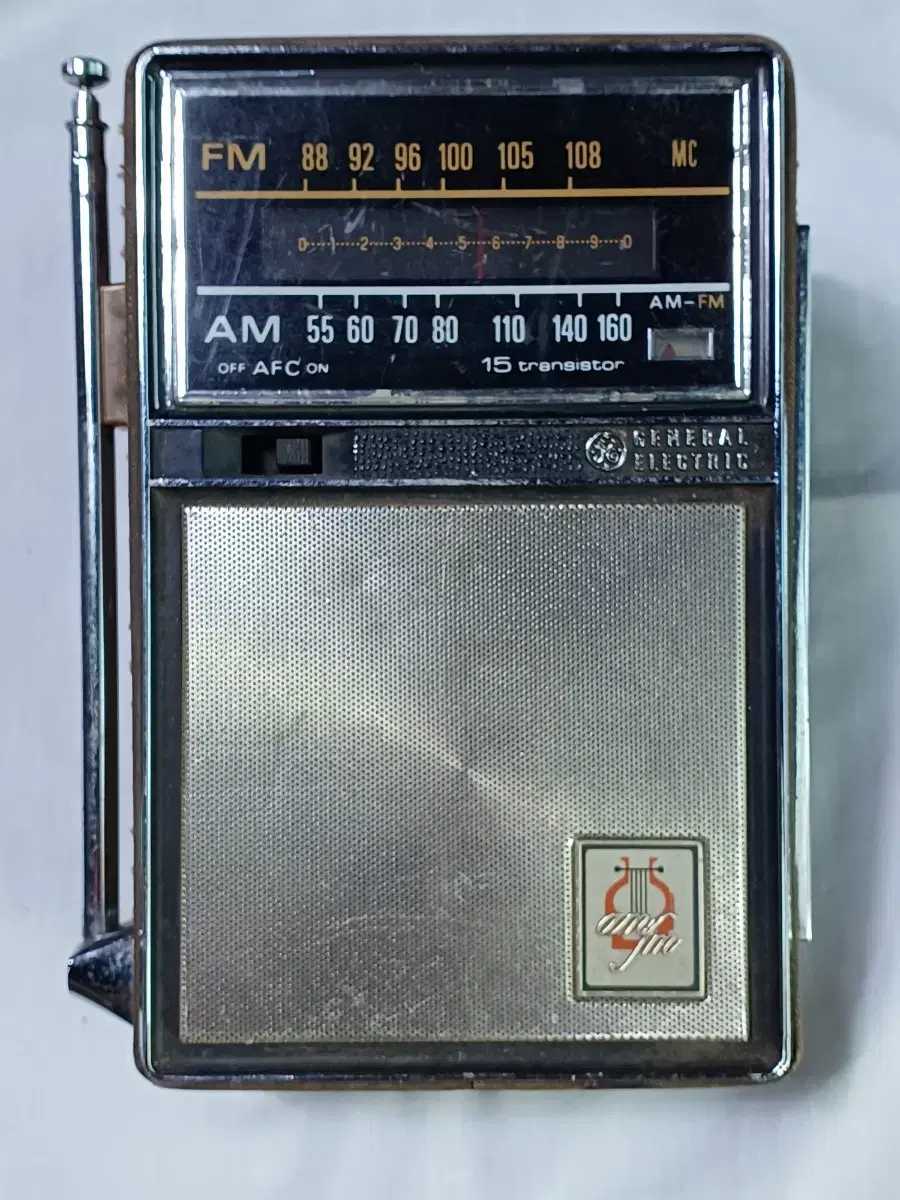 FM 88 92 96 100 105 108 MC
0 1 2 3 4 5 6 7 8 9 0
AM-FM
AM 55 60 70 80 110 140 160
OFF AFC ON 15 transistor
GE GENERAL
ELECTRIC